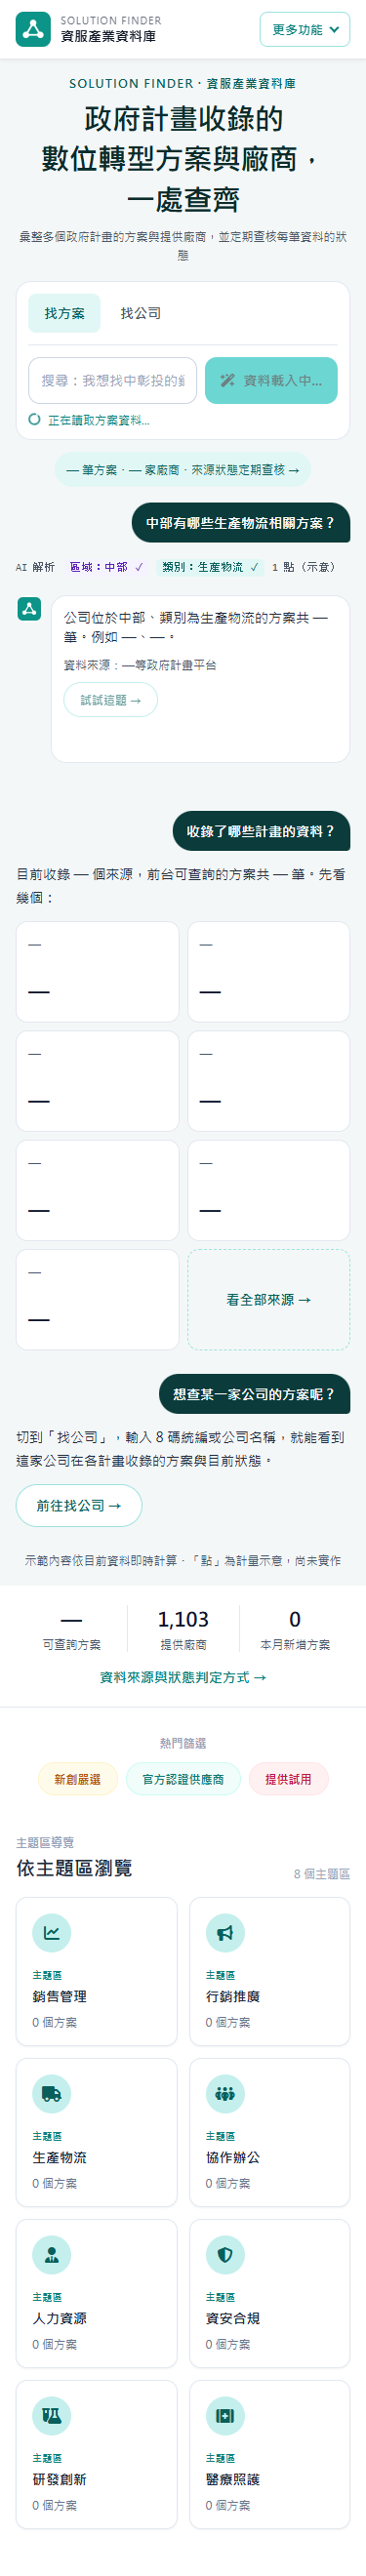 SOLUTION FINDER
資服產業資料庫
更多功能
SOLUTION FINDER · 資服產業資料庫
政府計畫收錄的
數位轉型方案與廠商，
一處查齊
彙整多個政府計畫的方案與提供廠商，並定期查核每筆資料的狀
態
找方案
找公司
搜尋：我想找中彰投的
資料載入中...
正在讀取方案資料...
— 筆方案 · — 家廠商 · 來源狀態定期查核 →
中部有哪些生產物流相關方案？
AI 解析 區域：中部 ✓ 類別：生產物流 ✓ 1 點（示意）
公司位於中部、類別為生產物流的方案共 —
筆。例如 —、—。
資料來源：—等政府計畫平台
試試這題 →
收錄了哪些計畫的資料？
目前收錄 — 個來源，前台可查詢的方案共 — 筆。先看
幾個：
— —
— —
— —
— —
— —
— —
—
看全部來源 →
—
想查某一家公司的方案呢？
切到「找公司」，輸入 8 碼統編或公司名稱，就能看到
這家公司在各計畫收錄的方案與目前狀態。
前往找公司 →
示範內容依目前資料即時計算 ·「點」為計量示意，尚未實作
— 1,103 0
可查詢方案 提供廠商 本月新增方案
資料來源與狀態判定方式 →
熱門篩選
新創嚴選 官方認證供應商 提供試用
主題區導覽
依主題區瀏覽
8 個主題區
主題區
銷售管理
0 個方案
主題區
行銷推廣
0 個方案
主題區
生產物流
0 個方案
主題區
協作辦公
0 個方案
主題區
人力資源
0 個方案
主題區
資安合規
0 個方案
主題區
研發創新
0 個方案
主題區
醫療照護
0 個方案